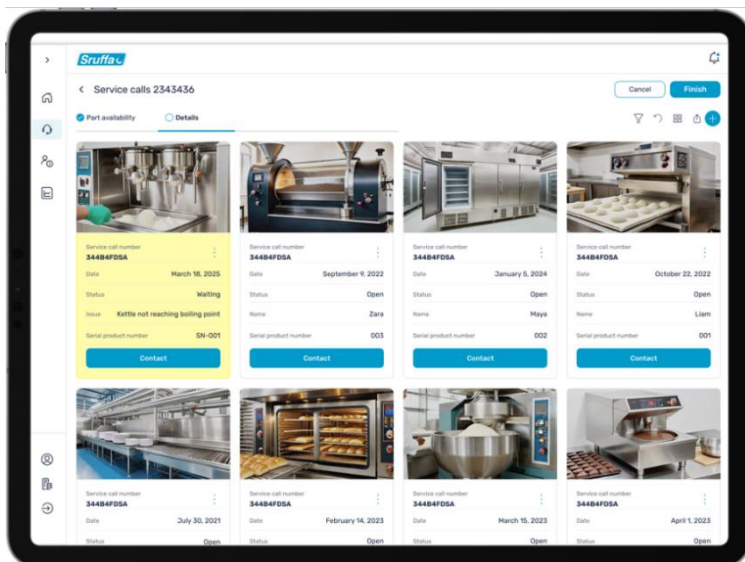 Sruffa
Service calls 2343436
Cancel
Finish
Part availability
Details
Service call number
344B4FDSA
Date March 18, 2025
Status Waiting
Issue Kettle not reaching boiling point
Serial product number SN-001
Contact
Service call number
344B4FDSA
Date September 9, 2022
Status Open
Name Zara
Serial product number 003
Contact
Service call number
344B4FDSA
Date January 5, 2024
Status Open
Name Maya
Serial product number 002
Contact
Service call number
344B4FDSA
Date October 22, 2022
Status Open
Name Liam
Serial product number 001
Contact
Service call number
344B4FDSA
Date July 30, 2021
Status Open
Service call number
344B4FDSA
Date February 14, 2023
Status Open
Service call number
344B4FDSA
Date March 15, 2023
Status Open
Service call number
344B4FDSA
Date April 1, 2023
Status Open